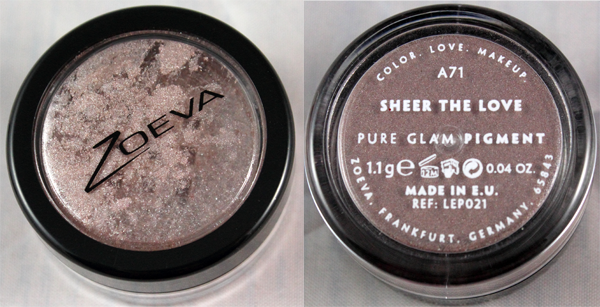 ZOEVA
COLOR. LOVE. MAKEUP.
A71
SHEER THE LOVE
PURE GLAM PIGMENT
1.1g℮ 12M 0.04 OZ.
MADE IN E.U.
REF: LEP021
ZOEVA, FRANKFURT, GERMANY, 65843